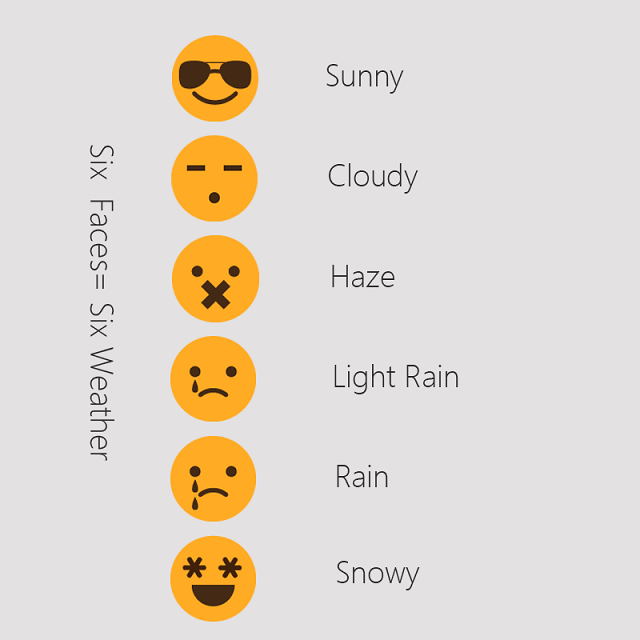 Six Faces= Six Weather
Sunny
Cloudy
Haze
Light Rain
Rain
Snowy